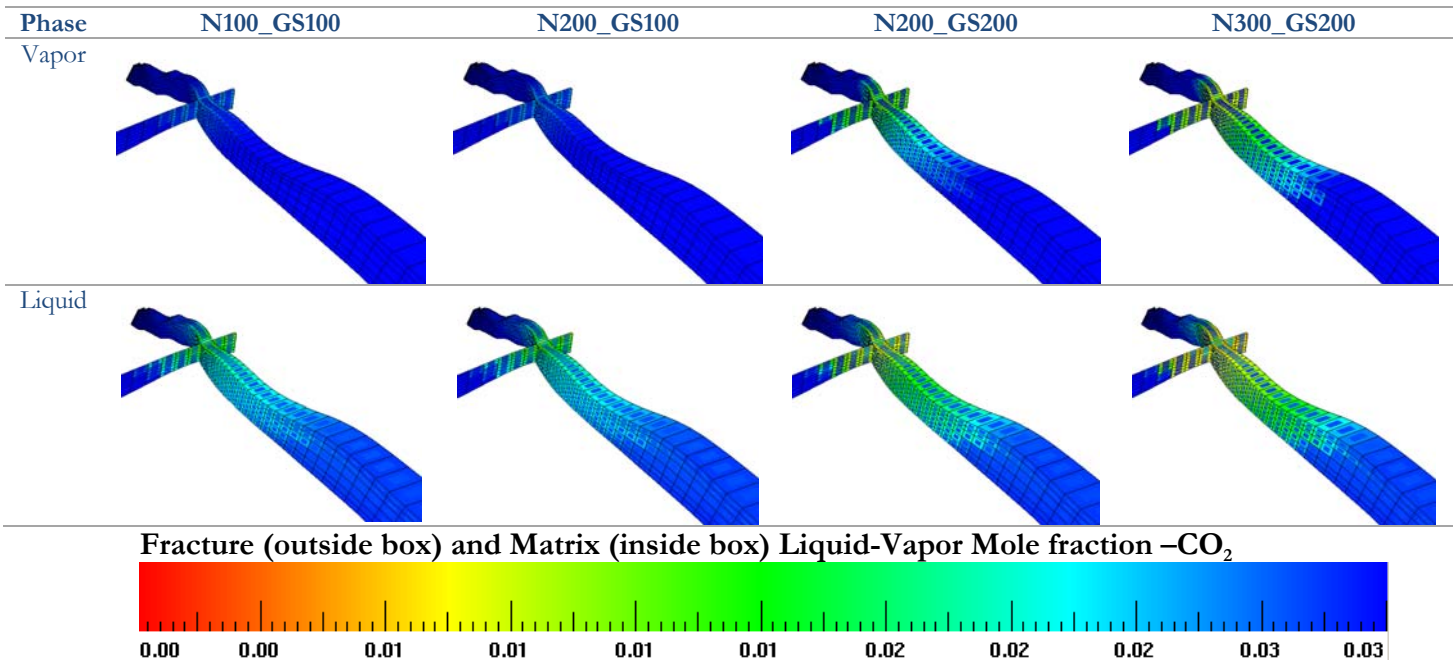 Phase N100_GS100 N200_GS100 N200_GS200 N300_GS200
Vapor
Liquid
Fracture (outside box) and Matrix (inside box) Liquid-Vapor Mole fraction –CO₂
0.00 0.00 0.01 0.01 0.01 0.01 0.02 0.02 0.02 0.03 0.03